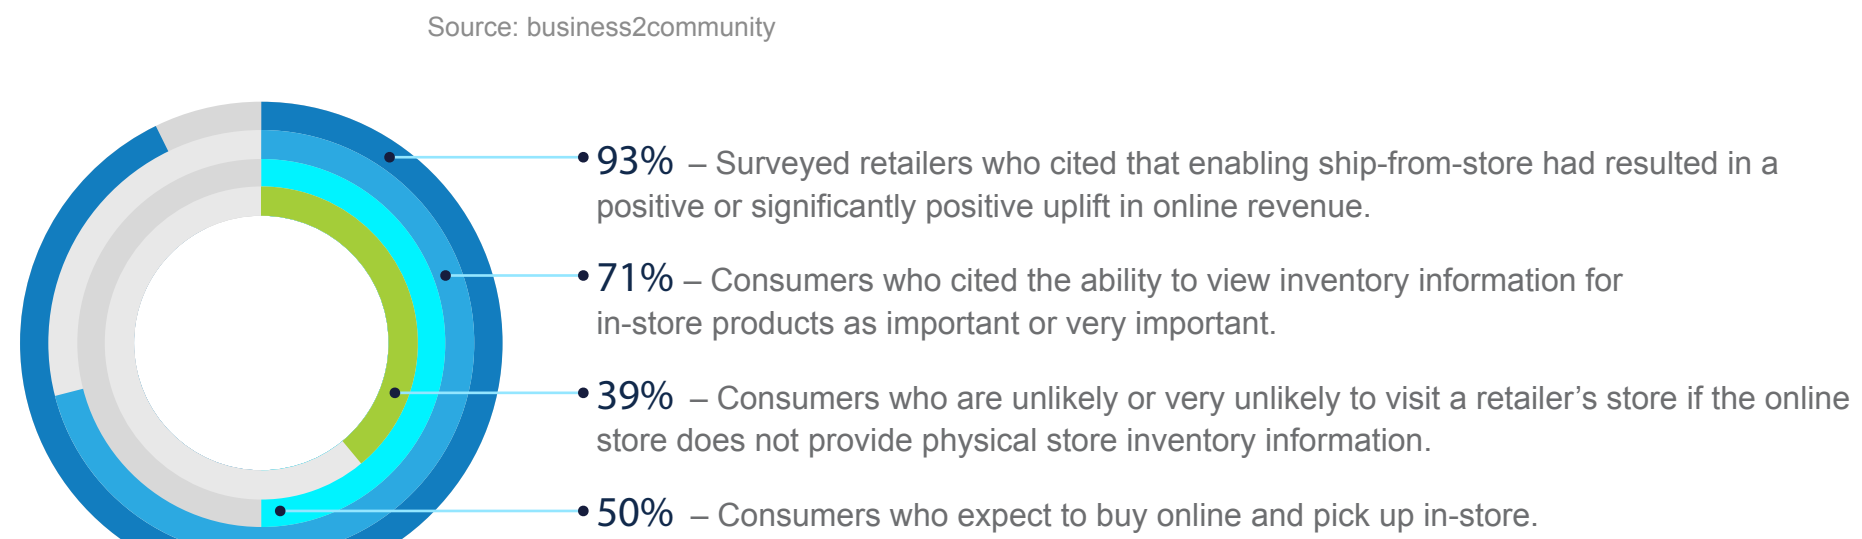 Source: business2community
93% – Surveyed retailers who cited that enabling ship-from-store had resulted in a
positive or significantly positive uplift in online revenue.
71% – Consumers who cited the ability to view inventory information for
in-store products as important or very important.
39% – Consumers who are unlikely or very unlikely to visit a retailer’s store if the online
store does not provide physical store inventory information.
50% – Consumers who expect to buy online and pick up in-store.